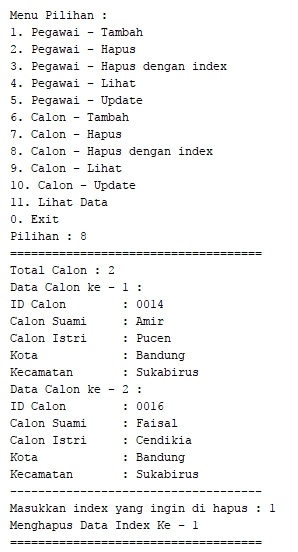 Menu Pilihan :
1. Pegawai - Tambah
2. Pegawai - Hapus
3. Pegawai - Hapus dengan index
4. Pegawai - Lihat
5. Pegawai - Update
6. Calon - Tambah
7. Calon - Hapus
8. Calon - Hapus dengan index
9. Calon - Lihat
10. Calon - Update
11. Lihat Data
0. Exit
Pilihan : 8
====================================
Total Calon : 2
Data Calon ke - 1 :
ID Calon        : 0014
Calon Suami     : Amir
Calon Istri     : Pucen
Kota            : Bandung
Kecamatan       : Sukabirus
Data Calon ke - 2 :
ID Calon        : 0016
Calon Suami     : Faisal
Calon Istri     : Cendikia
Kota            : Bandung
Kecamatan       : Sukabirus
------------------------------------
Masukkan index yang ingin di hapus : 1
Menghapus Data Index Ke - 1
====================================